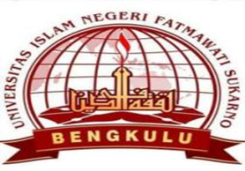 UNIVERSITAS ISLAM NEGERI FATMAWATI SUKARNO
BENGKULU